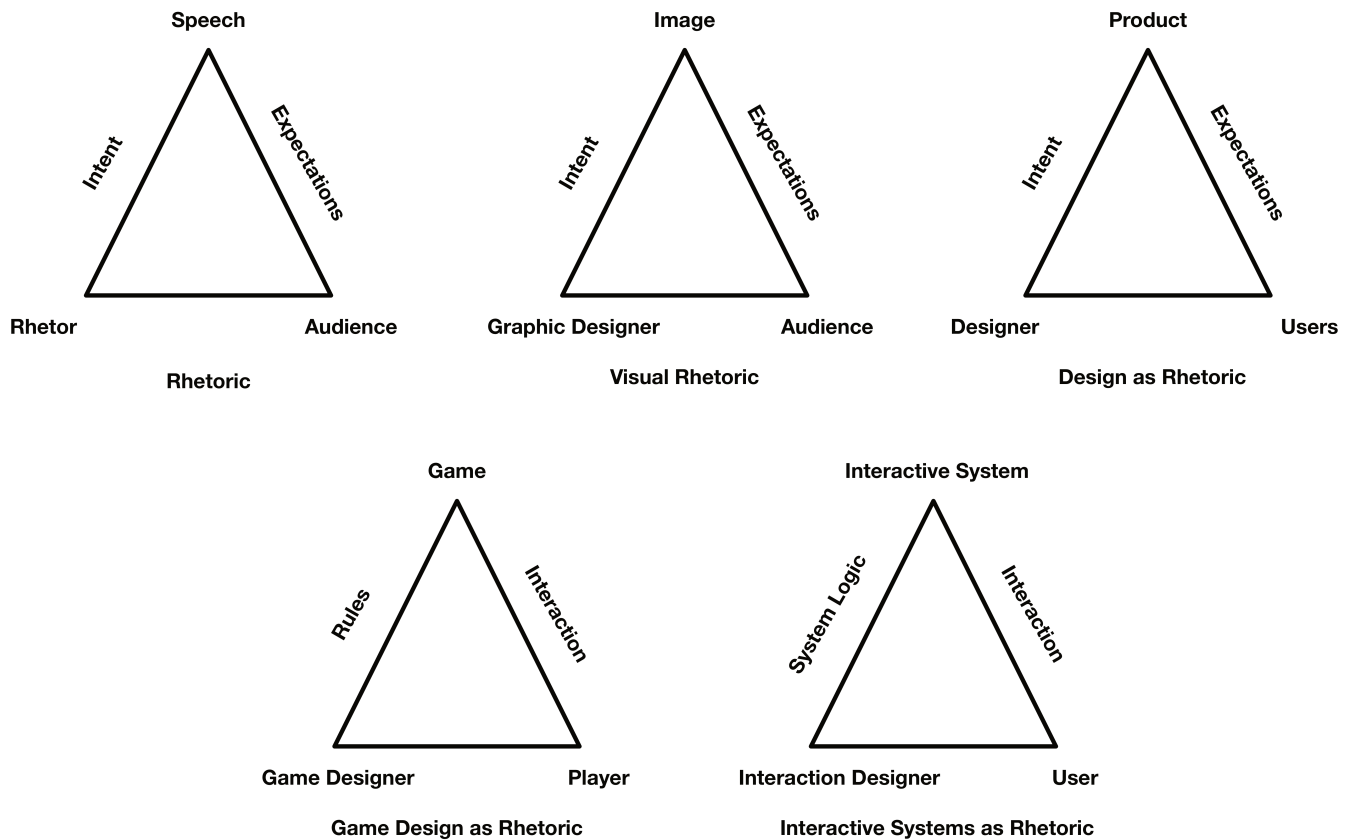 Speech
Intent
Expectations
Rhetor
Audience
Rhetoric
Image
Intent
Expectations
Graphic Designer
Audience
Visual Rhetoric
Product
Intent
Expectations
Designer
Users
Design as Rhetoric
Game
Rules
Interaction
Game Designer
Player
Game Design as Rhetoric
Interactive System
System Logic
Interaction
Interaction Designer
User
Interactive Systems as Rhetoric